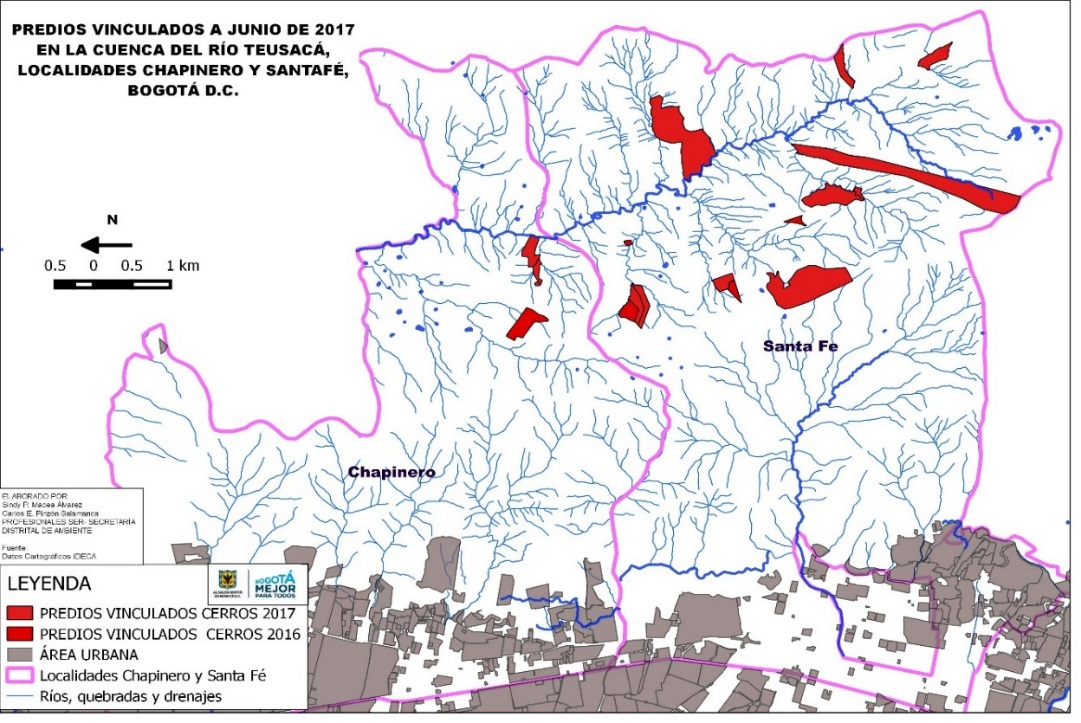 PREDIOS VINCULADOS A JUNIO DE 2017
EN LA CUENCA DEL RÍO TEUSACÁ,
LOCALIDADES CHAPINERO Y SANTAFÉ,
BOGOTÁ D.C.
N
0.5 0 0.5 1 km
Santa Fe
Chapinero
ELABORADO POR
Sindy P. Macea Álvarez
Carlos E. Pinzón Salamanca
PROFESIONALES SER- SECRETARÍA
DISTRITAL DE AMBIENTE
Fuente
Datos Cartográficos IDECA
LEYENDA
BOGOTÁ
MEJOR
PARA TODOS
PREDIOS VINCULADOS CERROS 2017
PREDIOS VINCULADOS CERROS 2016
ÁREA URBANA
Localidades Chapinero y Santa Fé
Ríos, quebradas y drenajes